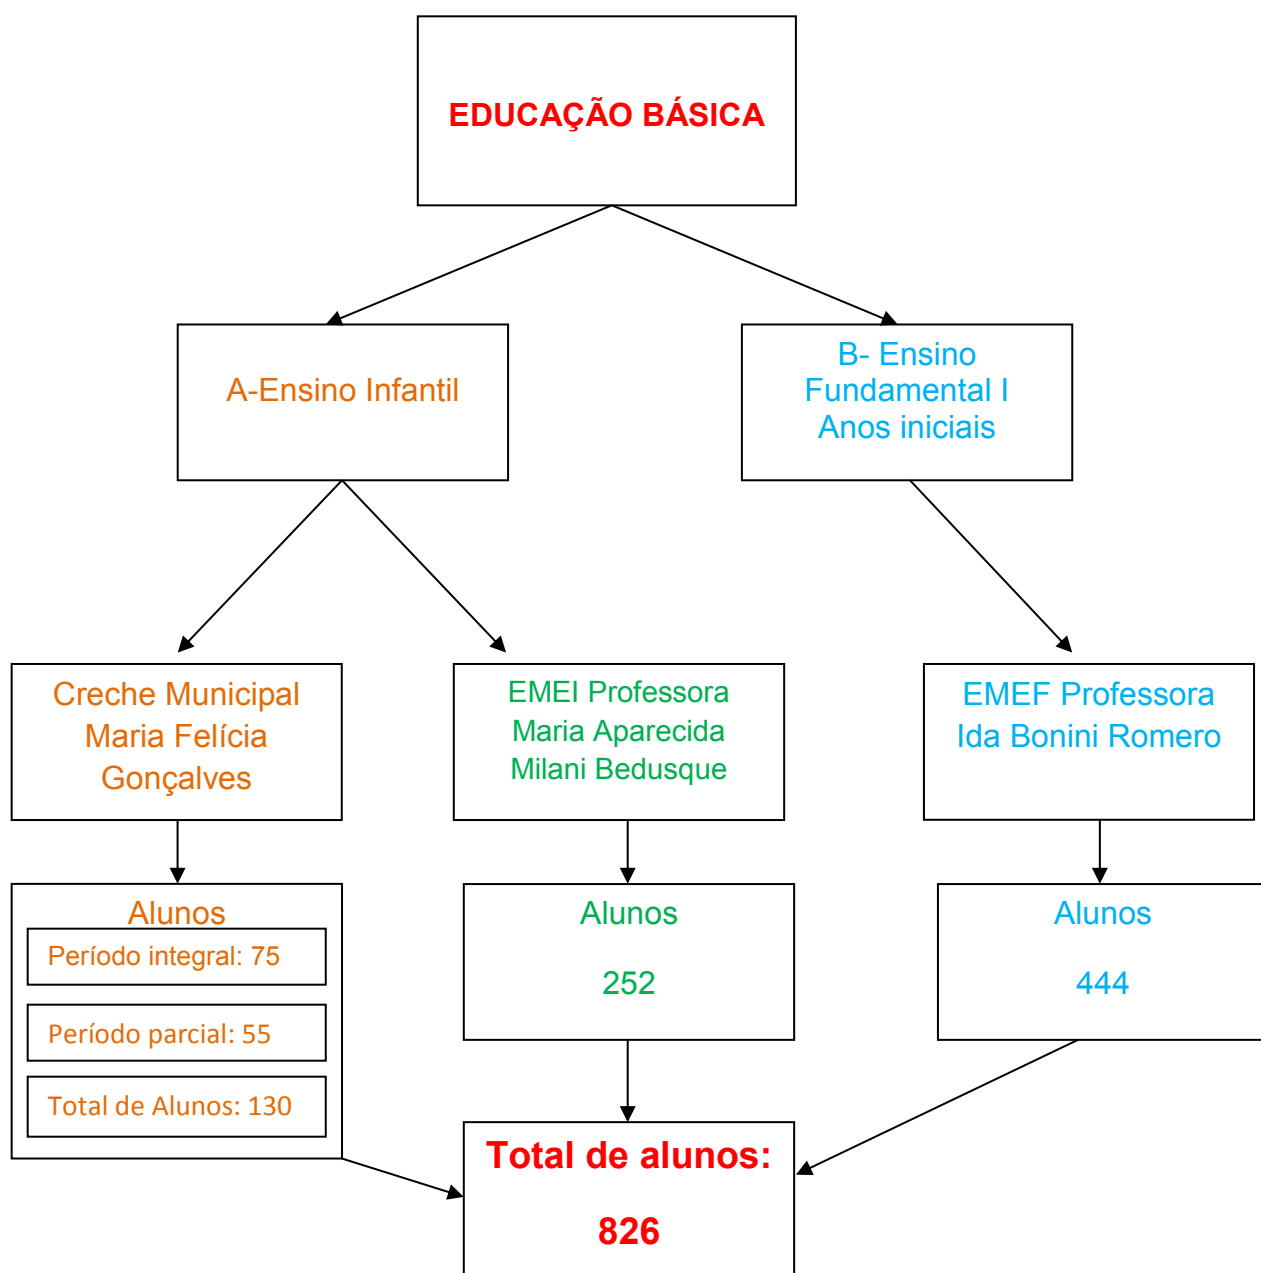 EDUCAÇÃO BÁSICA
A-Ensino Infantil
B- Ensino
Fundamental I
Anos iniciais
Creche Municipal
Maria Felícia
Gonçalves
EMEI Professora
Maria Aparecida
Milani Bedusque
EMEF Professora
Ida Bonini Romero
Alunos
Período integral: 75
Período parcial: 55
Total de Alunos: 130
Alunos
252
Alunos
444
Total de alunos:
826